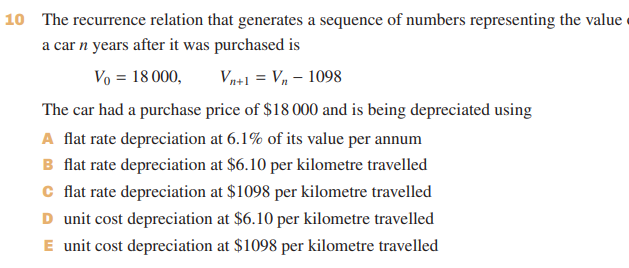 10 The recurrence relation that generates a sequence of numbers representing the value
a car n years after it was purchased is
V₀ = 18 000, Vₙ₊₁ = Vₙ − 1098
The car had a purchase price of $18 000 and is being depreciated using
A flat rate depreciation at 6.1% of its value per annum
B flat rate depreciation at $6.10 per kilometre travelled
C flat rate depreciation at $1098 per kilometre travelled
D unit cost depreciation at $6.10 per kilometre travelled
E unit cost depreciation at $1098 per kilometre travelled